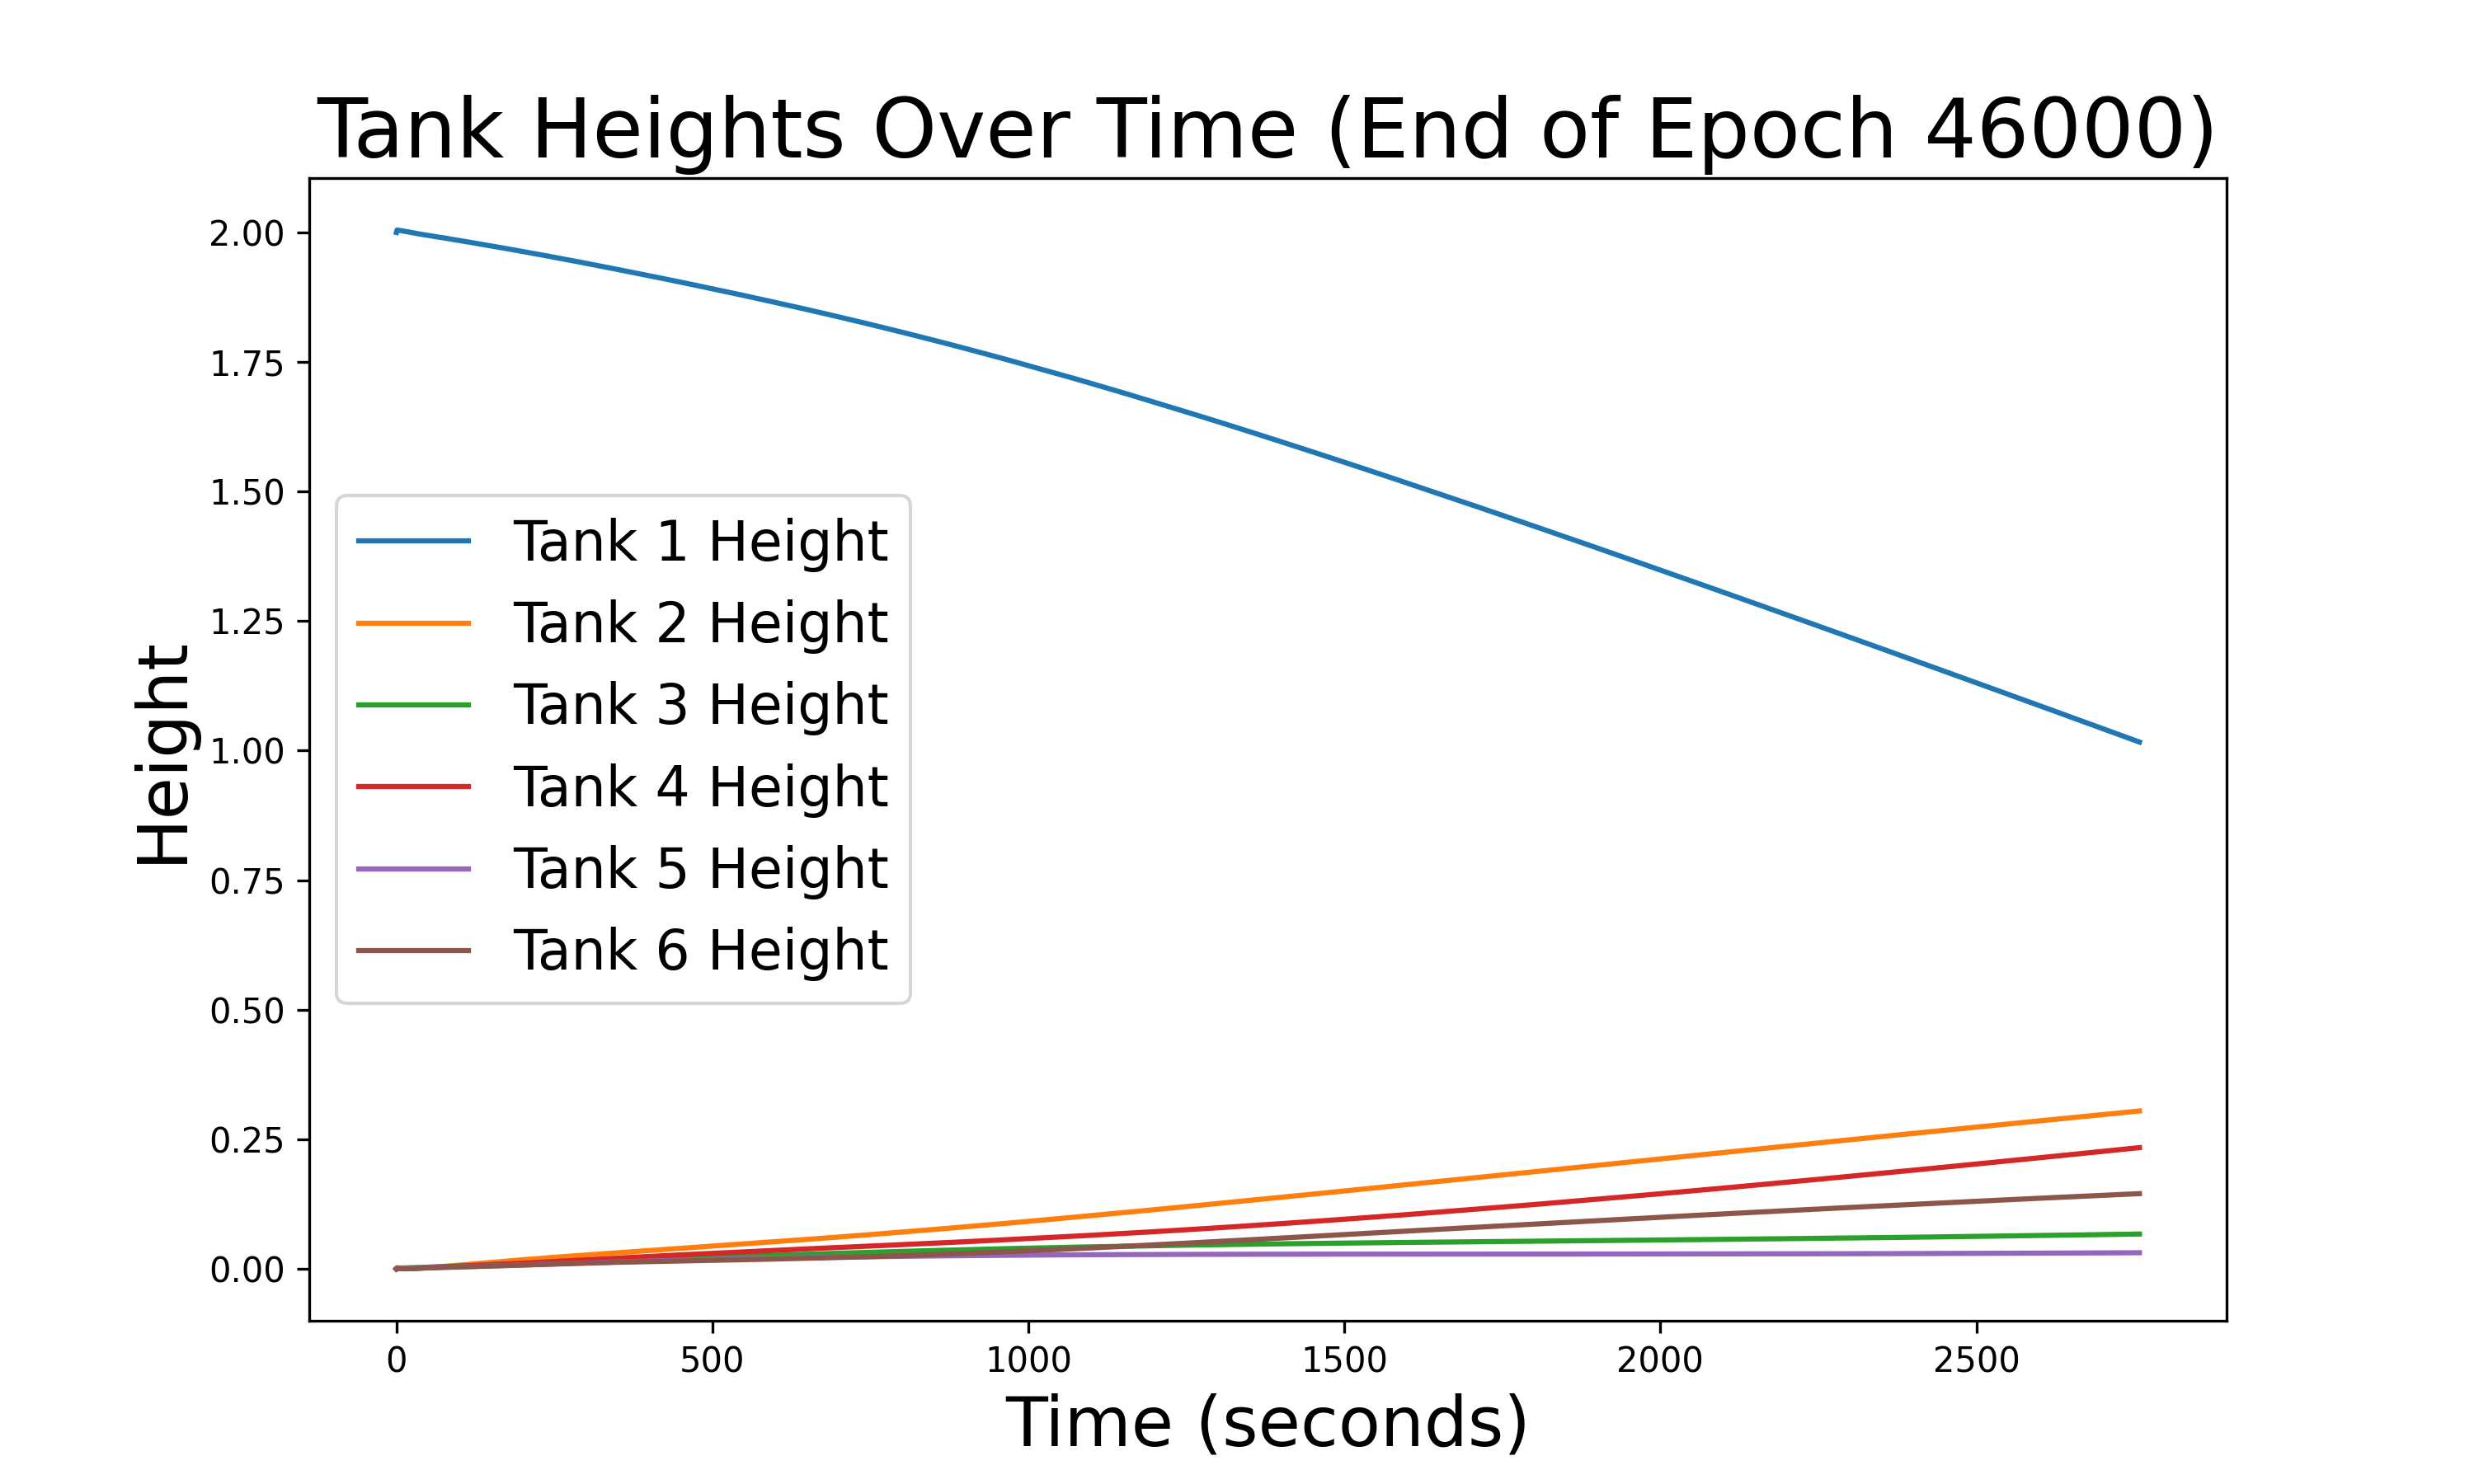 Tank Heights Over Time (End of Epoch 46000)
Height
2.00
1.75
1.50
1.25
1.00
0.75
0.50
0.25
0.00
Tank 1 Height
Tank 2 Height
Tank 3 Height
Tank 4 Height
Tank 5 Height
Tank 6 Height
0 500 1000 1500 2000 2500
Time (seconds)